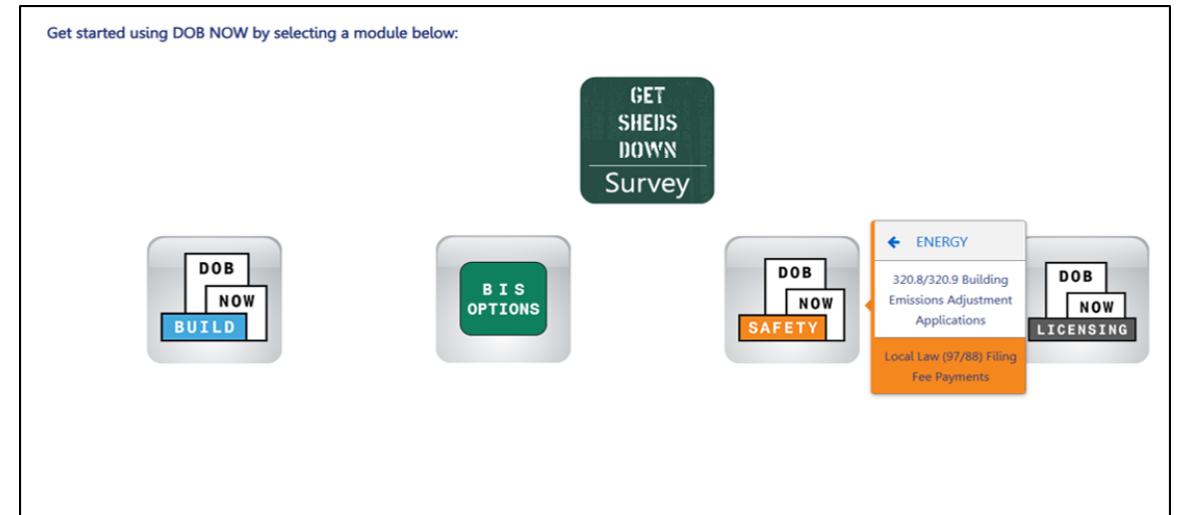 Get started using DOB NOW by selecting a module below:
GET
SHEDS
DOWN
Survey
DOB
NOW
BUILD
BIS
OPTIONS
DOB
NOW
SAFETY
ENERGY
320.8/320.9 Building
Emissions Adjustment
Applications
Local Law (97/88) Filing
Fee Payments
DOB
NOW
LICENSING